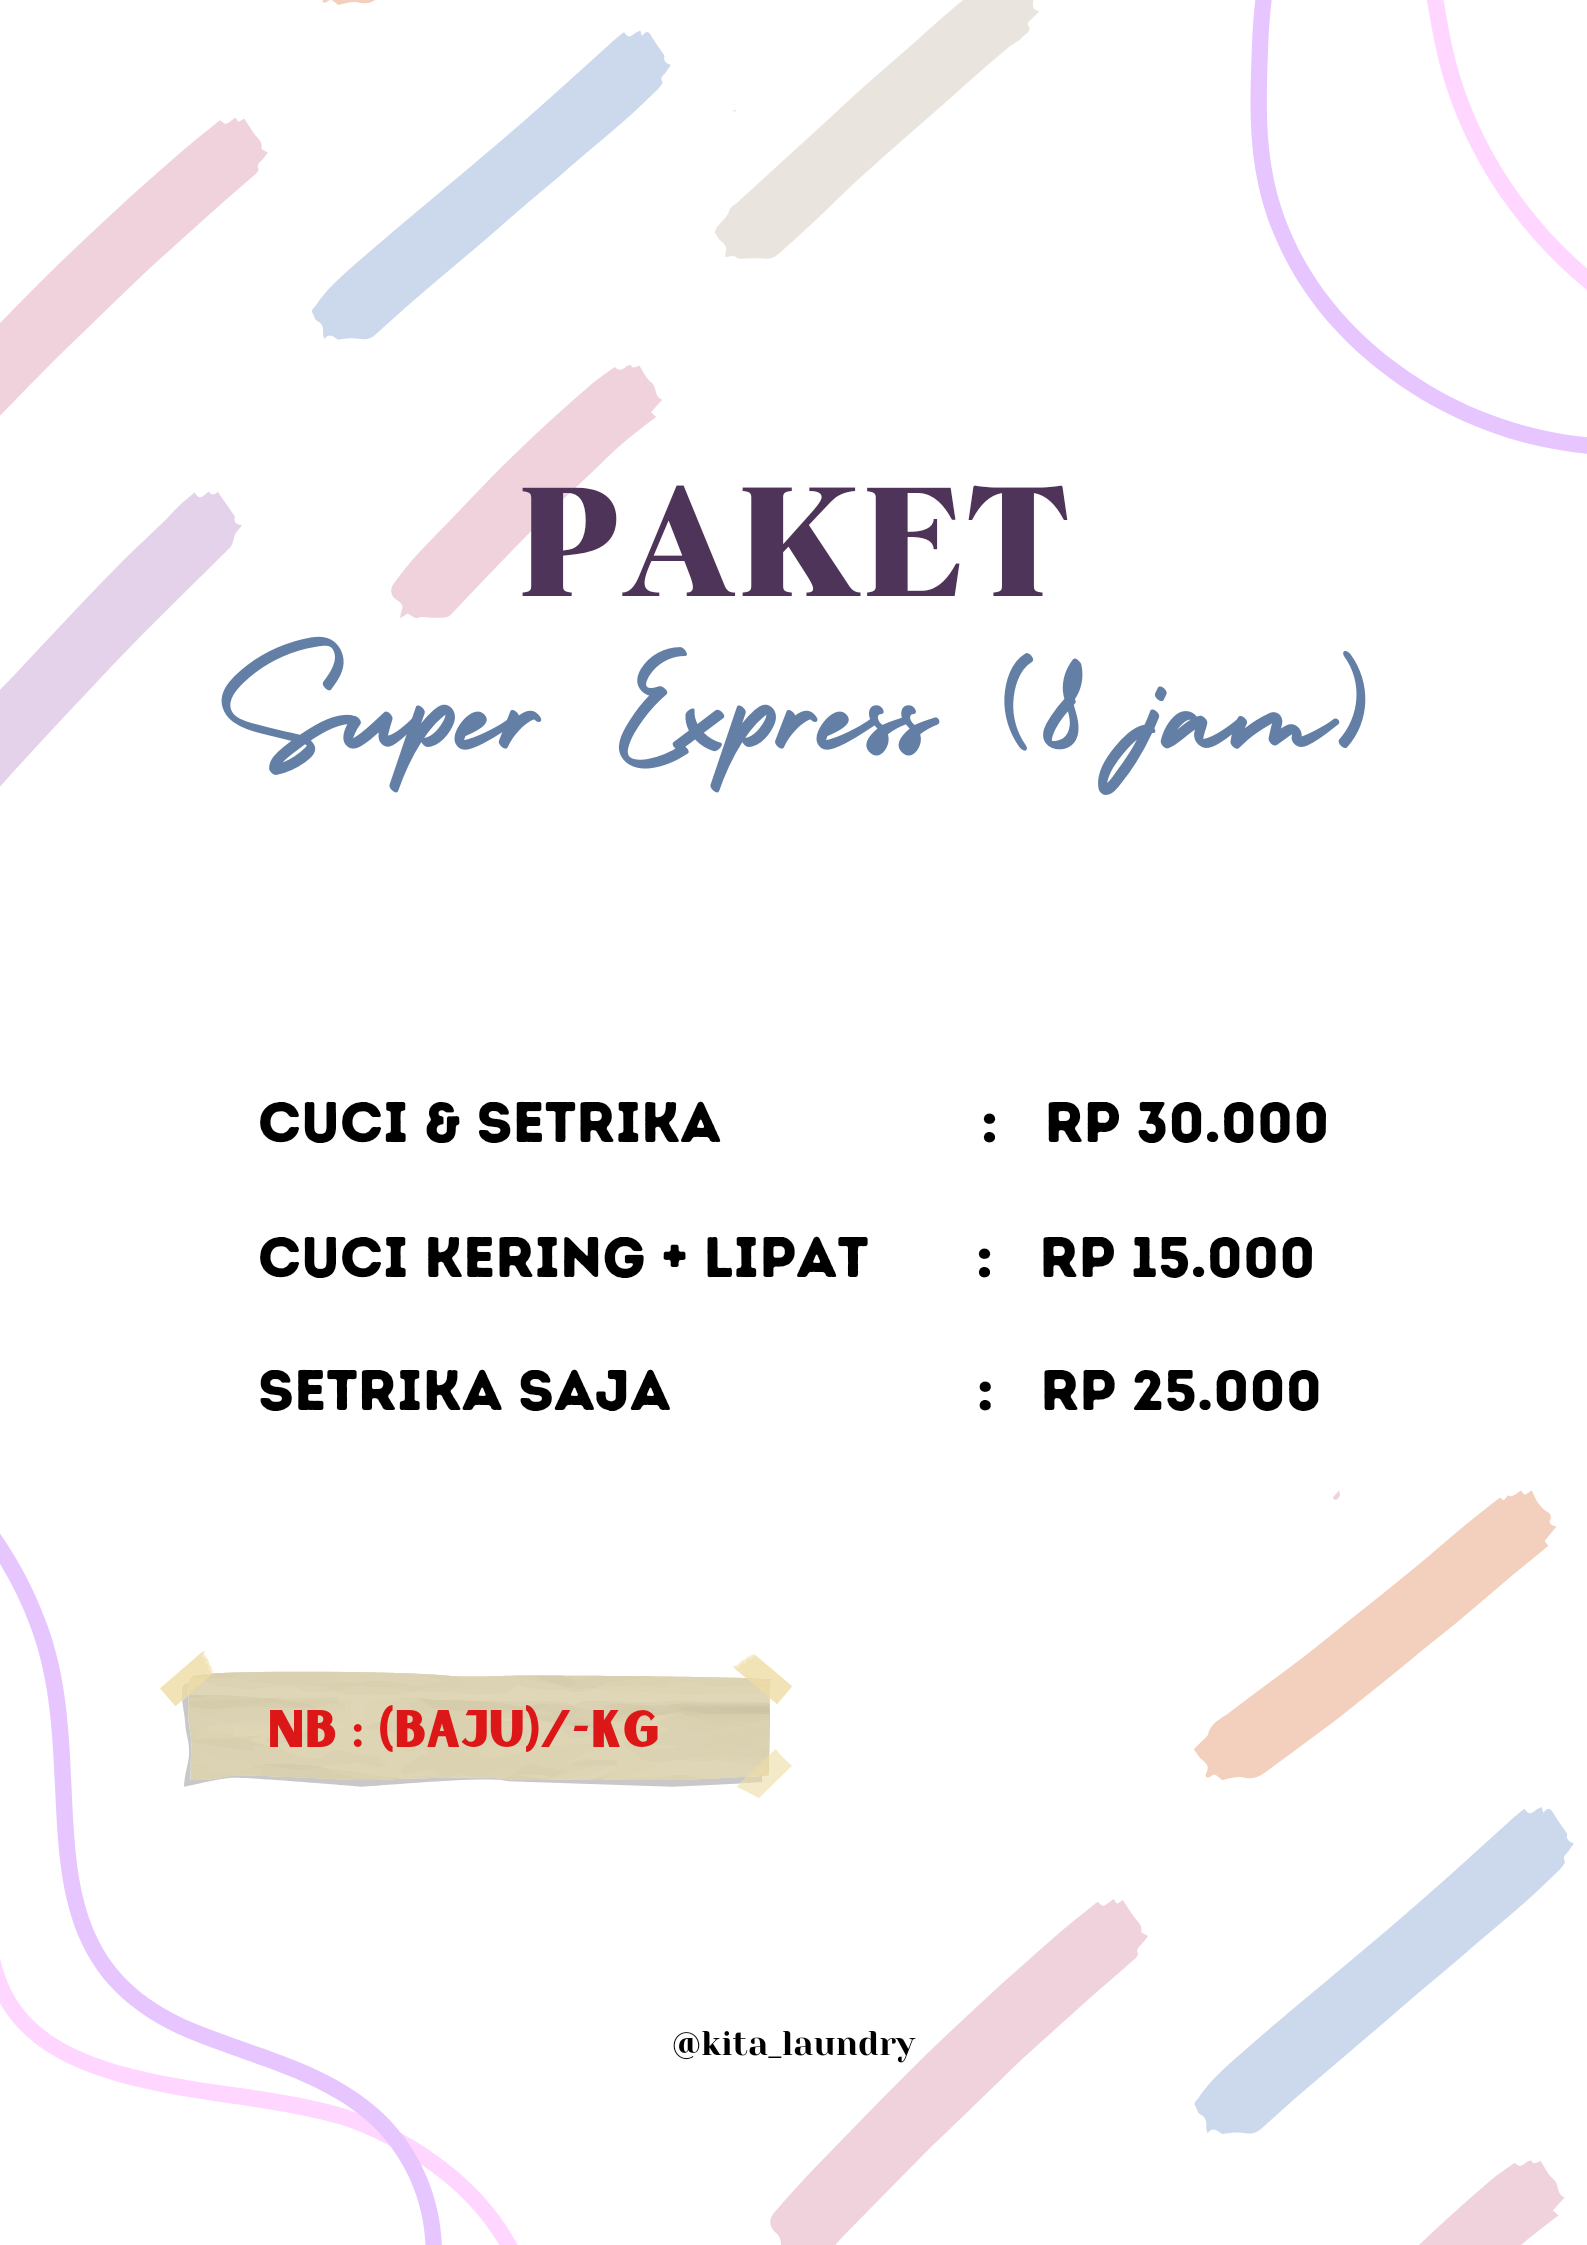 PAKET
Super Express (8 jam)
CUCI & SETRIKA : RP 30.000
CUCI KERING + LIPAT : RP 15.000
SETRIKA SAJA : RP 25.000
NB : (BAJU)/-KG
@kita_laundry